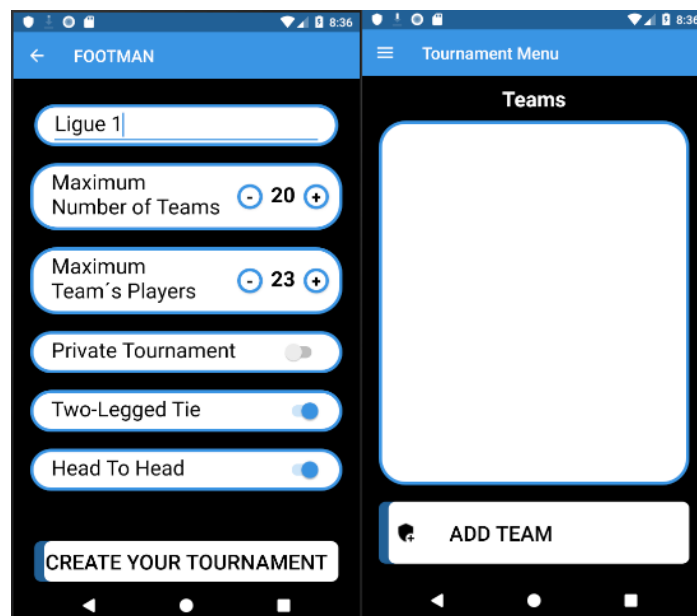 8:36
FOOTMAN
Ligue 1
Maximum
Number of Teams
- 20 +
Maximum
Team´s Players
- 23 +
Private Tournament
Two-Legged Tie
Head To Head
CREATE YOUR TOURNAMENT
8:36
Tournament Menu
Teams
ADD TEAM